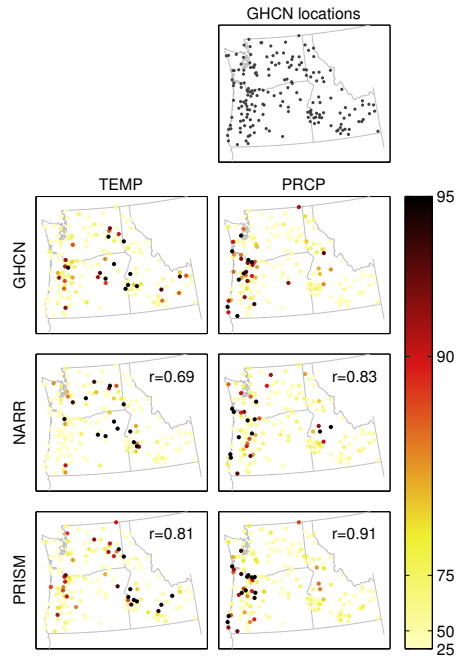 GHCN locations
TEMP
PRCP
GHCN
NARR
r=0.69
r=0.83
PRISM
r=0.81
r=0.91
95
90
75
50
25